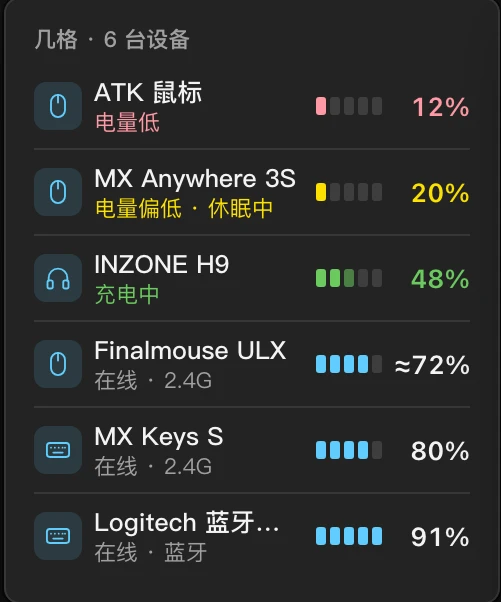 几格 · 6 台设备
ATK 鼠标
电量低
12%
MX Anywhere 3S
电量偏低 · 休眠中
20%
INZONE H9
充电中
48%
Finalmouse ULX
在线 · 2.4G
≈72%
MX Keys S
在线 · 2.4G
80%
Logitech 蓝牙...
在线 · 蓝牙
91%